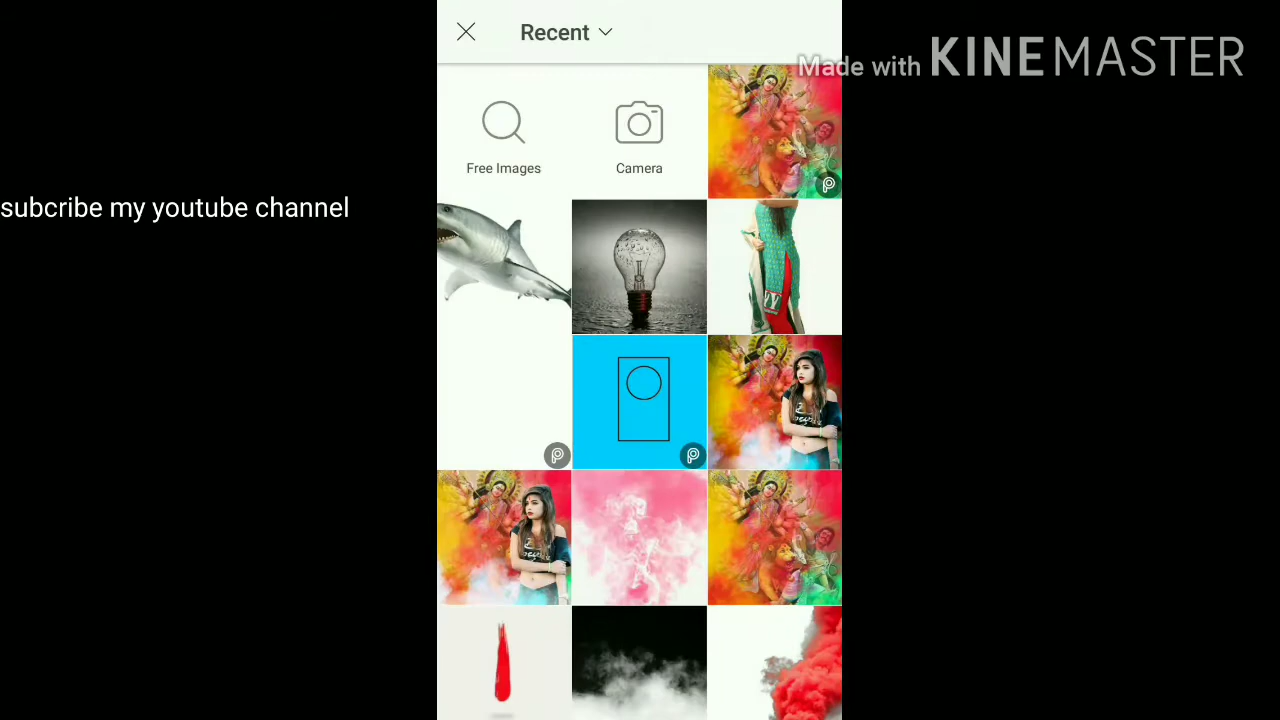 Recent
Made with KINEMASTER
Free Images
Camera
subcribe my youtube channel